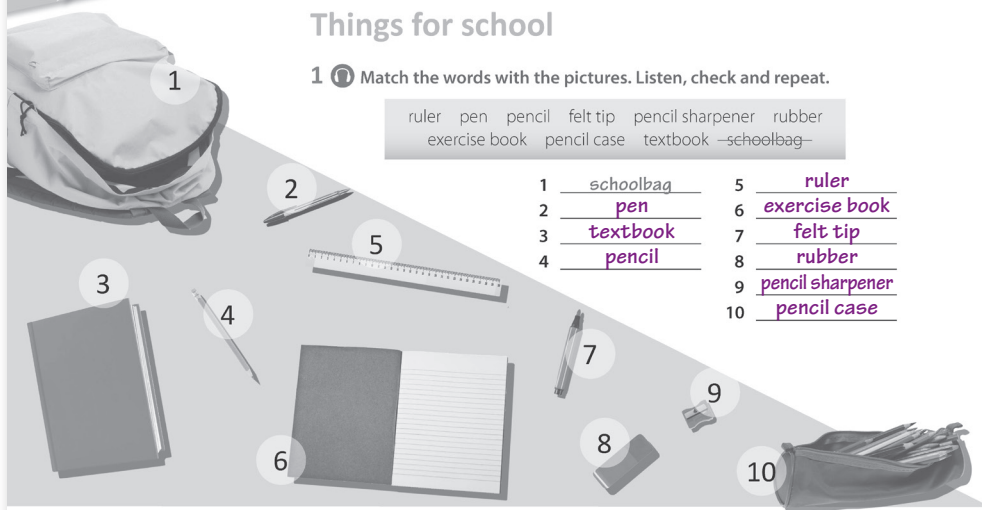 Things for school
1 Match the words with the pictures. Listen, check and repeat.
ruler pen pencil felt tip pencil sharpener rubber
exercise book pencil case textbook schoolbag
1 schoolbag
2 pen
3 textbook
4 pencil
5 ruler
6 exercise book
7 felt tip
8 rubber
9 pencil sharpener
10 pencil case
1
2
5
3
4
7
9
8
6
10